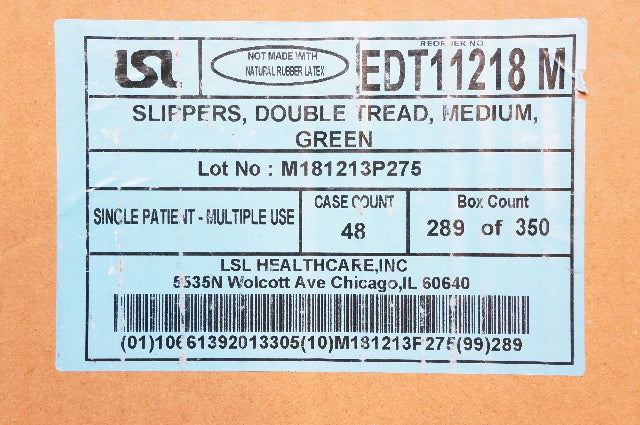 LSL
NOT MADE WITH
NATURAL RUBBER LATEX
REORDER NO.
EDT11218 M
SLIPPERS, DOUBLE TREAD, MEDIUM,
GREEN
Lot No : M181213P275
SINGLE PATIENT - MULTIPLE USE
CASE COUNT
48
Box Count
289 of 350
LSL HEALTHCARE,INC
5535N Wolcott Ave Chicago,IL 60640
(01)10661392013305(10)M181213P275(99)289